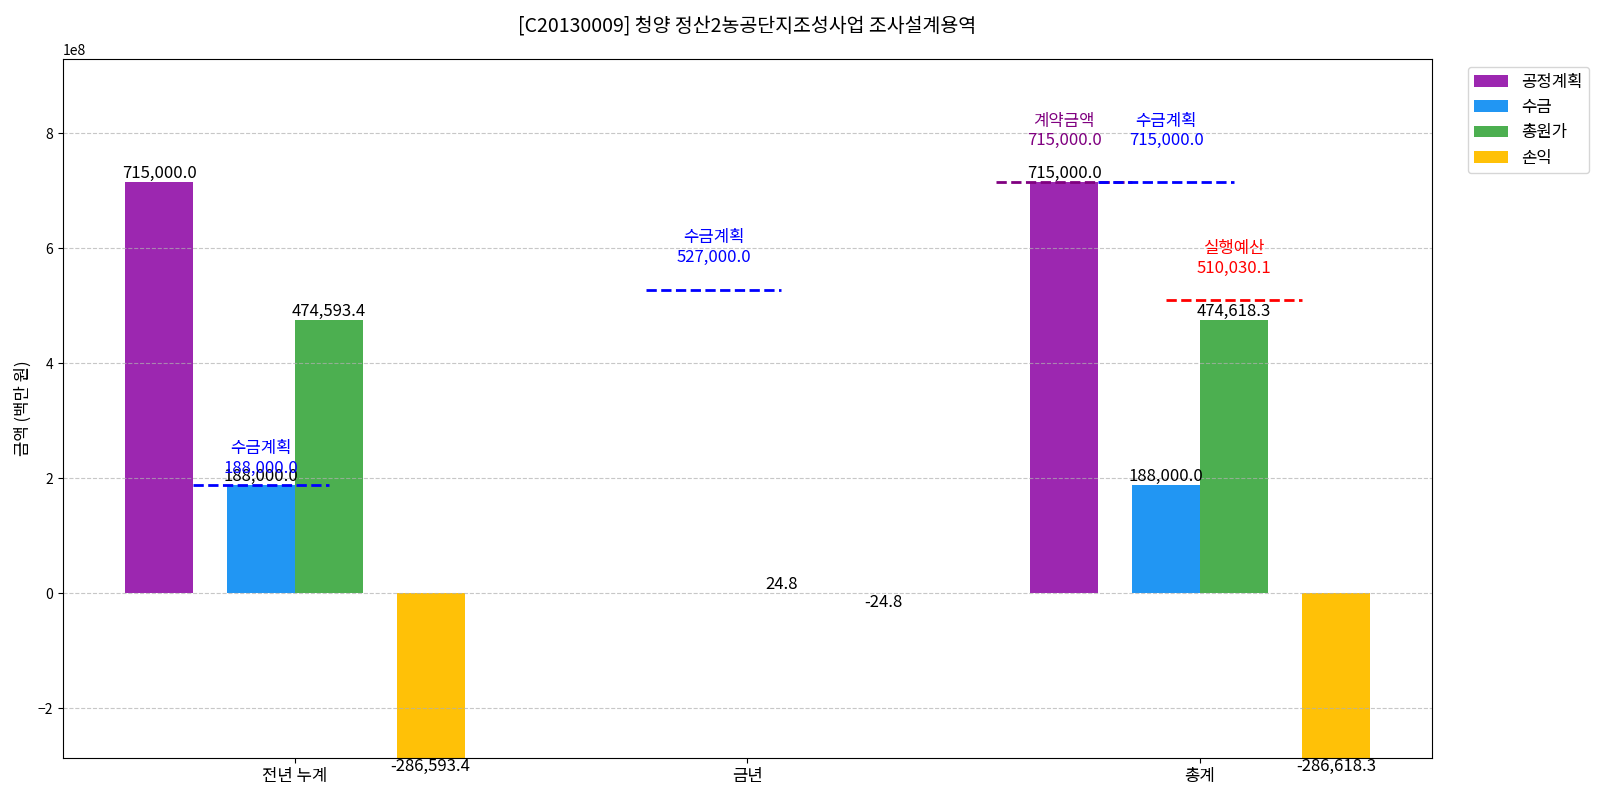 [C20130009] 청양 정산2농공단지조성사업 조사설계용역
1e8
금액 (백만 원)
8
6
4
2
0
−2
공정계획
수금
총원가
손익
715,000.0
수금계획
188,000.0
188,000.0
474,593.4
-286,593.4
수금계획
527,000.0
24.8
-24.8
계약금액
715,000.0
715,000.0
수금계획
715,000.0
188,000.0
실행예산
510,030.1
474,618.3
-286,618.3
전년 누계
금년
총계